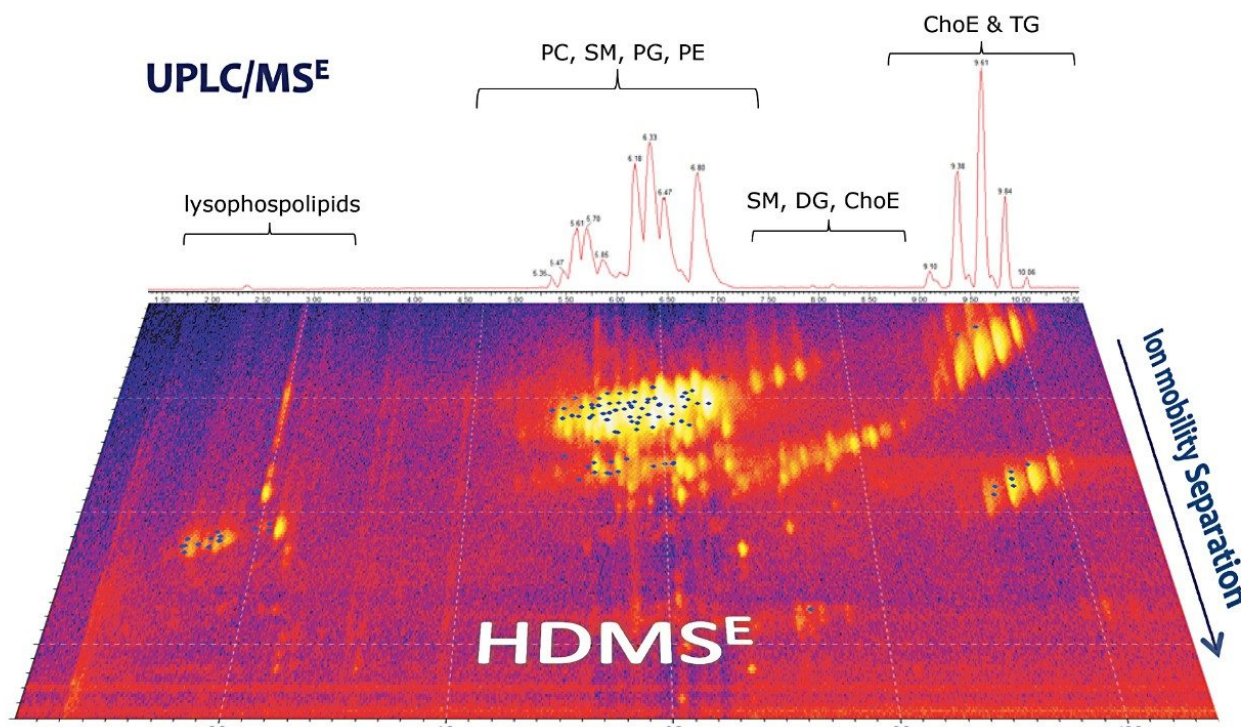 ChoE & TG
PC, SM, PG, PE
UPLC/MSE
9.61
6.33
6.18
9.38
6.80
6.47
lysophospolipids
SM, DG, ChoE
9.84
5.61 5.70
5.85
5.47
5.35
9.10
10.06
1.50 2.00 2.50 3.00 3.50 4.00 4.50 5.00 5.50 6.00 6.50 7.00 7.50 8.00 8.50 9.00 9.50 10.00 10.50
Ion mobility Separation
HDMSE